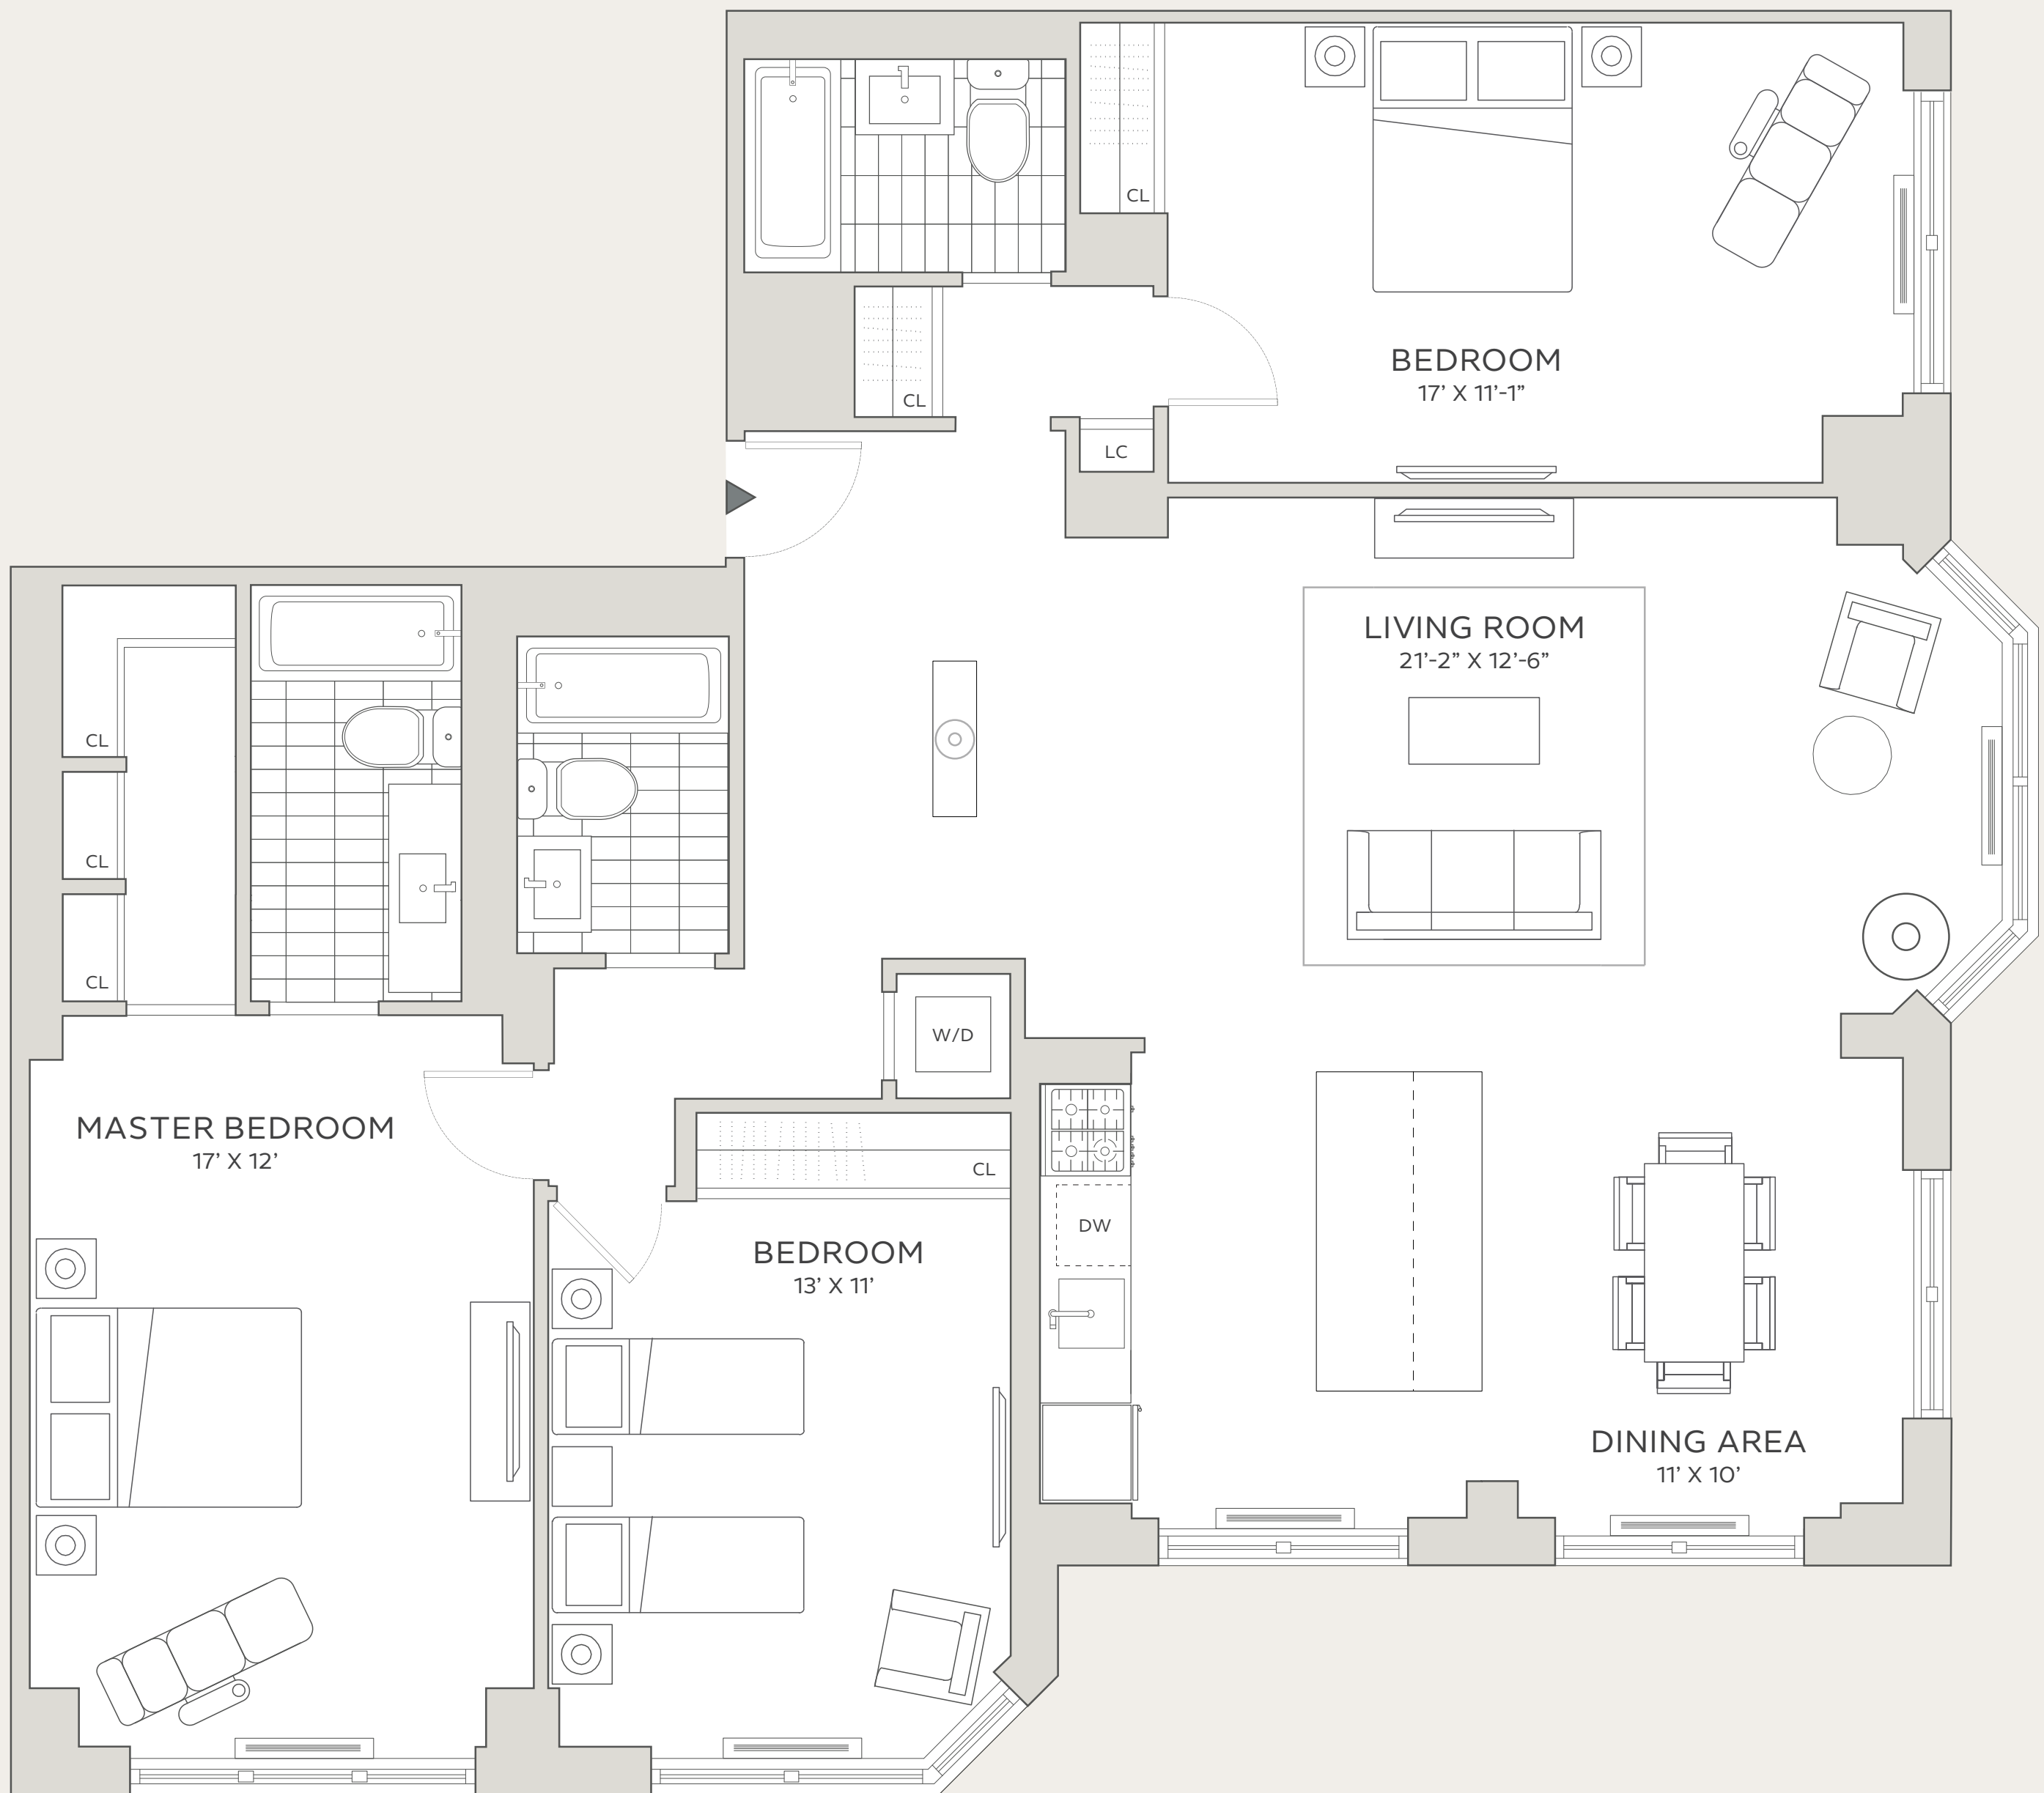 CL
CL
BEDROOM
17’ X 11’-1”
LC
LIVING ROOM
21’-2” X 12’-6”
CL
CL
CL
W/D
MASTER BEDROOM
17’ X 12’
CL
DW
BEDROOM
13’ X 11’
DINING AREA
11’ X 10’